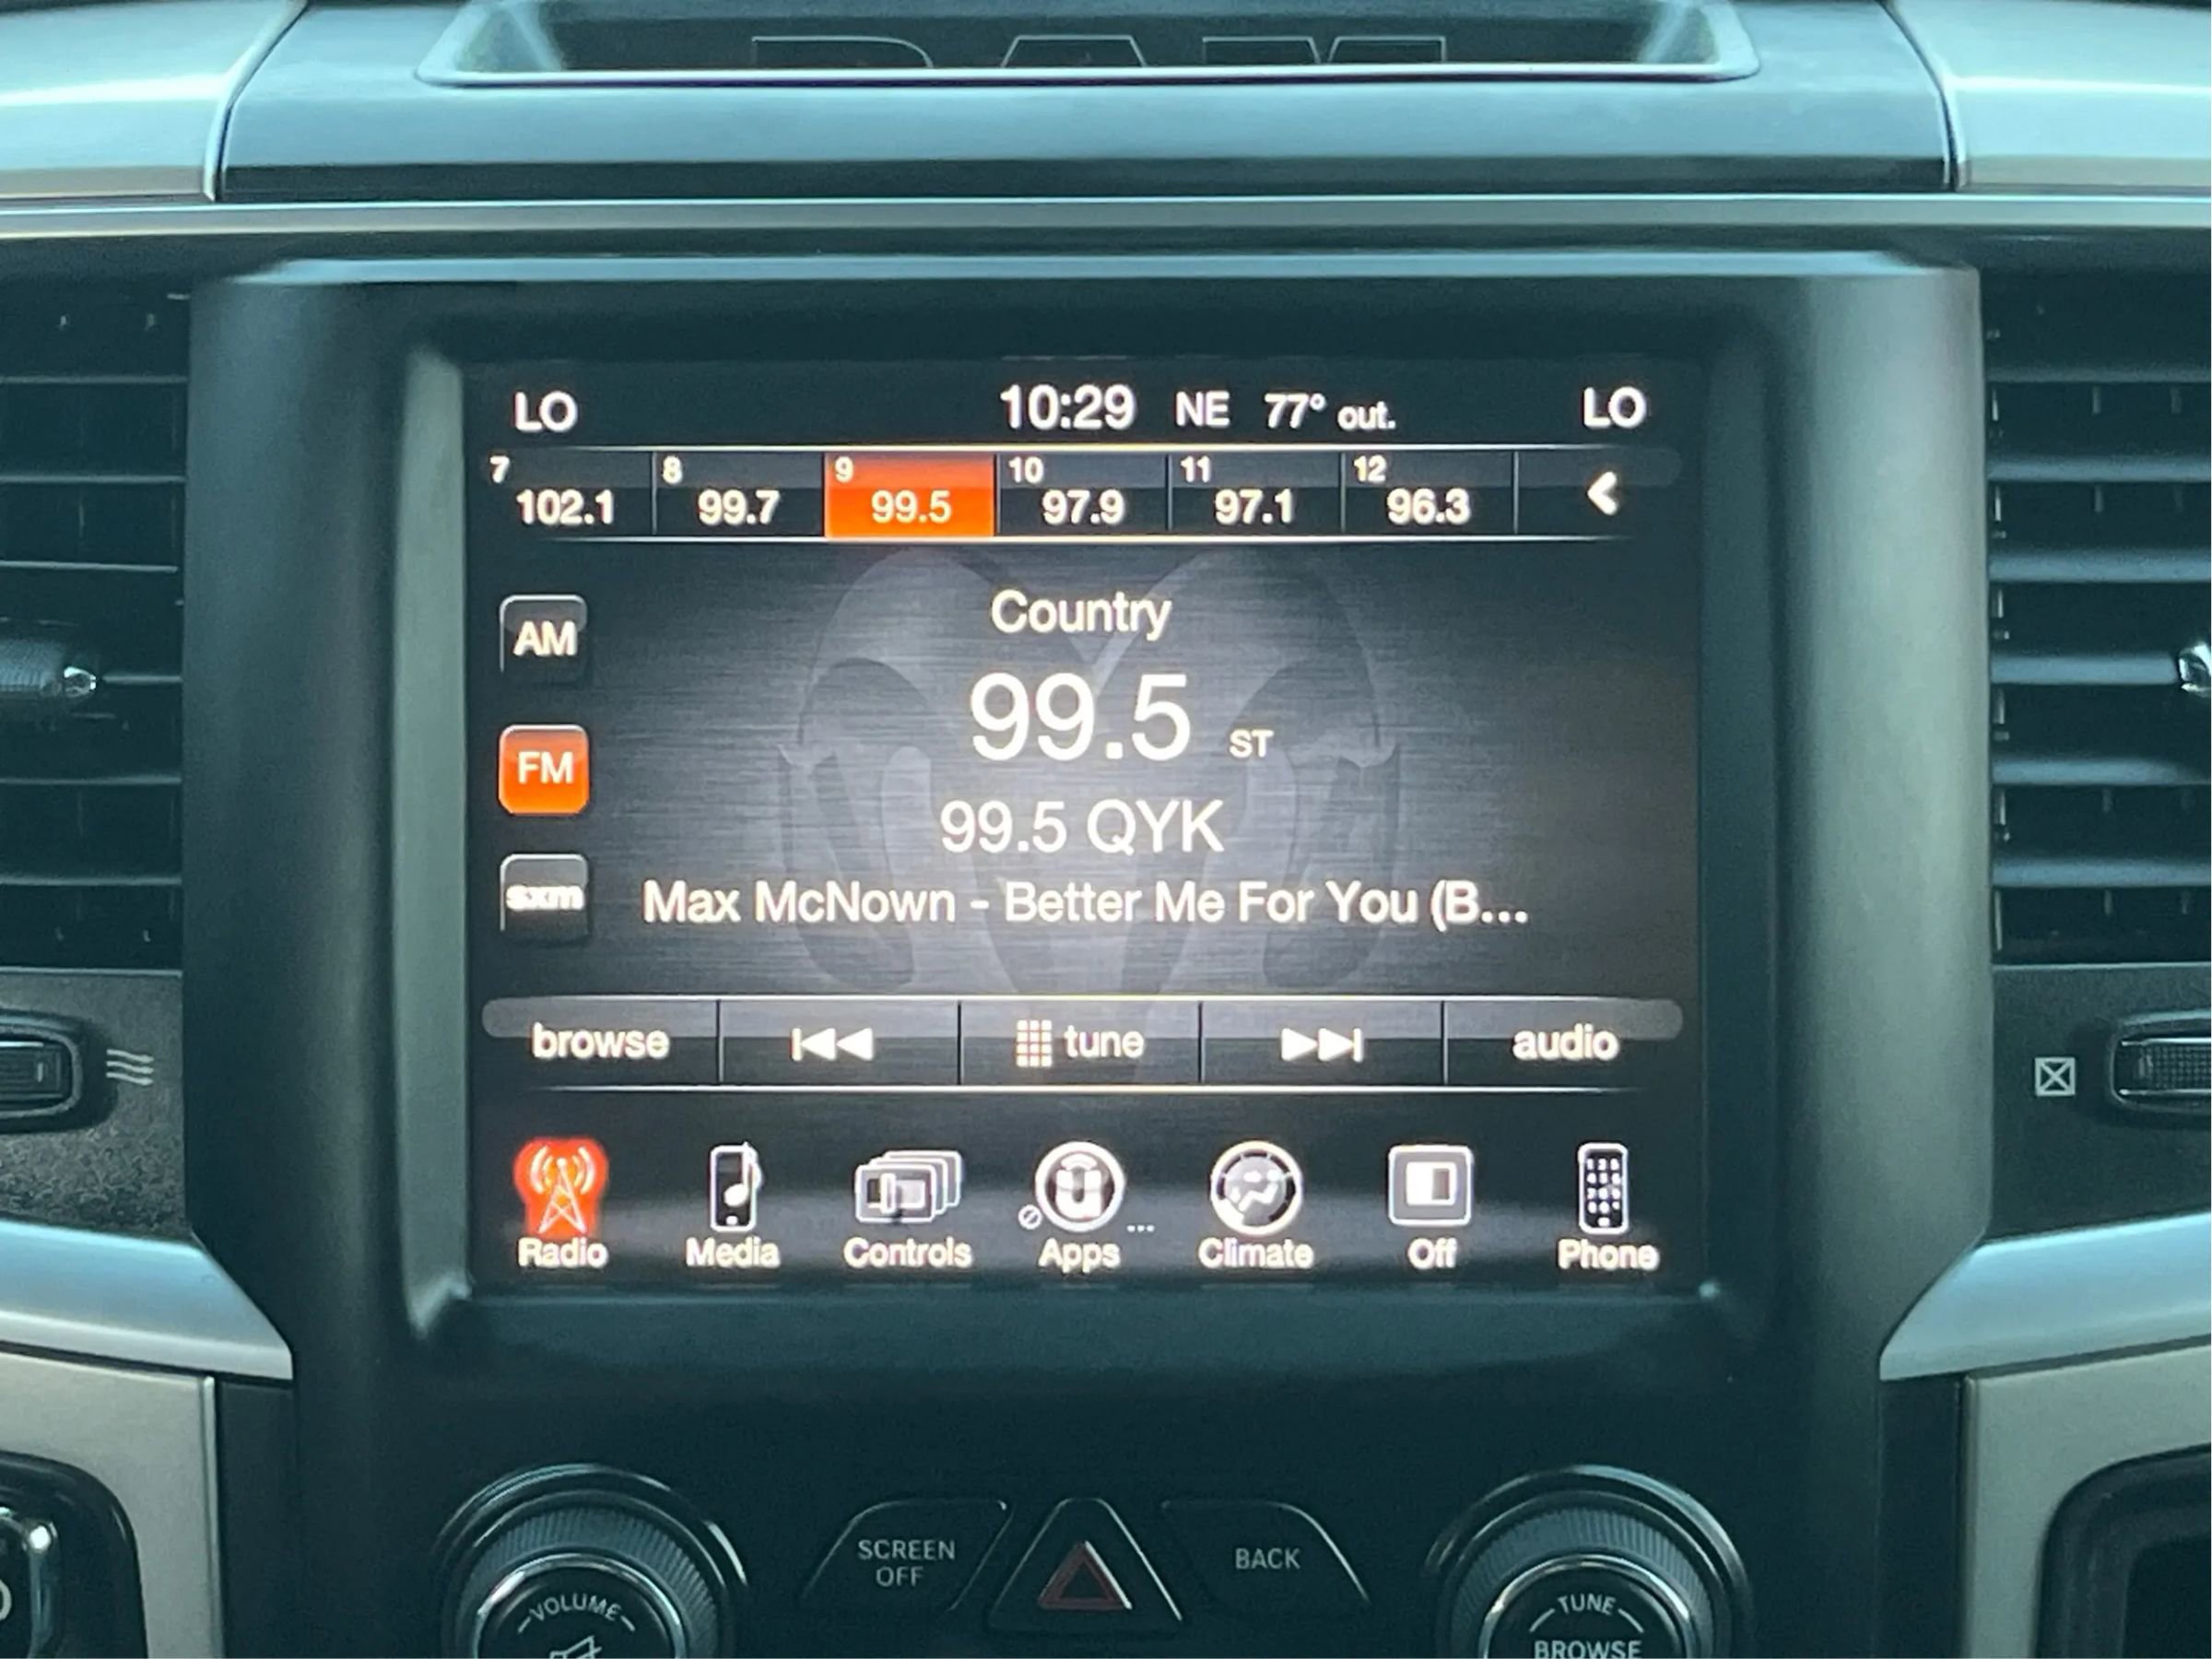 RAM
LO 10:29 NE 77° out. LO
7 8 9 10 11 12
102.1 99.7 99.5 97.9 97.1 96.3
Country
AM
99.5 ST
FM
99.5 QYK
sxm
Max McNown - Better Me For You (B...
browse tune audio
Radio Media Controls Apps ... Climate Off Phone
SCREEN
OFF
BACK
VOLUME
TUNE
BROWSE